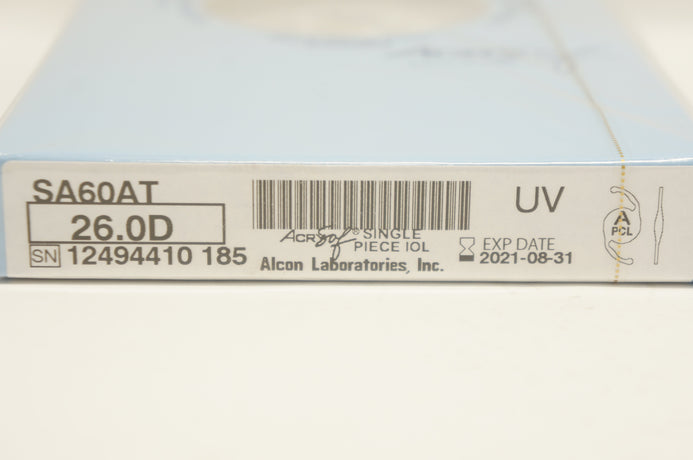 SA60AT
26.0D
SN 12494410 185
ACRYSof® SINGLE
PIECE IOL
Alcon Laboratories, Inc.
UV
EXP DATE
2021-08-31
A
PCL